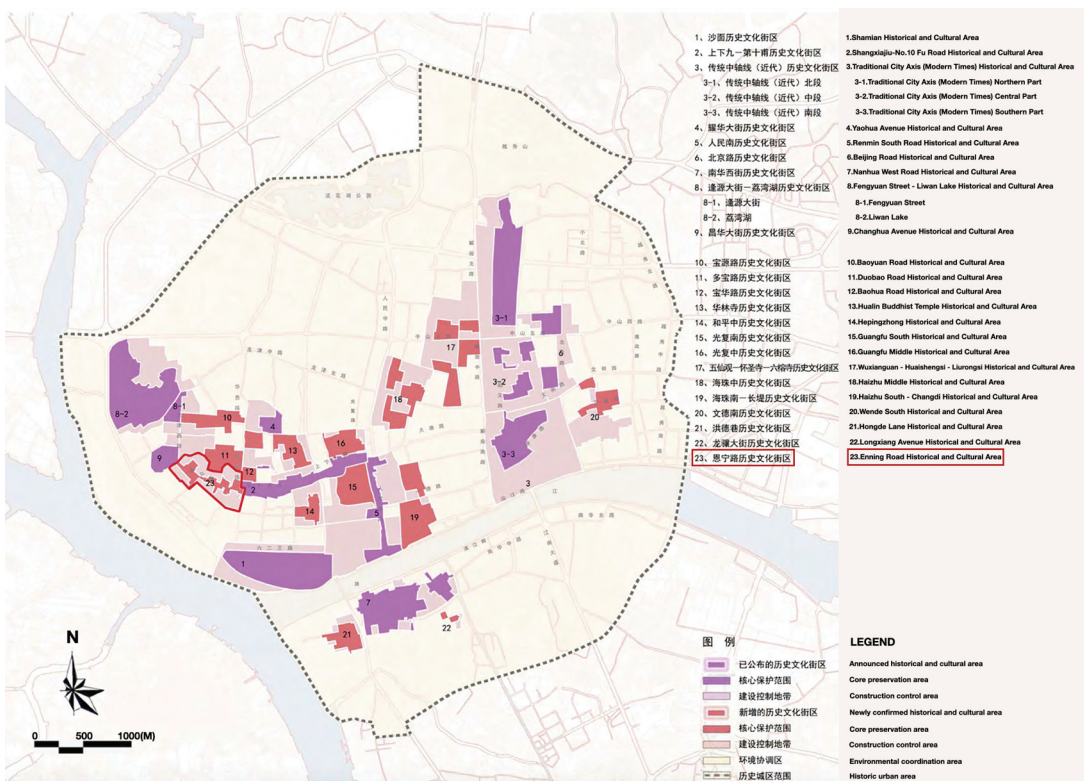 1、沙面历史文化街区
2、上下九—第十甫历史文化街区
3、传统中轴线（近代）历史文化街区
3-1、传统中轴线（近代）北段
3-2、传统中轴线（近代）中段
3-3、传统中轴线（近代）南段
4、耀华大街历史文化街区
5、人民南历史文化街区
6、北京路历史文化街区
7、南华西街历史文化街区
8、逢源大街—荔湾湖历史文化街区
8-1、逢源大街
8-2、荔湾湖
9、昌华大街历史文化街区
10、宝源路历史文化街区
11、多宝路历史文化街区
12、宝华路历史文化街区
13、华林寺历史文化街区
14、和平中历史文化街区
15、光复南历史文化街区
16、光复中历史文化街区
17、五仙观—怀圣寺—六榕寺历史文化街区
18、海珠中历史文化街区
19、海珠南—长堤历史文化街区
20、文德南历史文化街区
21、洪德巷历史文化街区
22、龙骧大街历史文化街区
23、恩宁路历史文化街区
1.Shamian Historical and Cultural Area
2.Shangxiajiu-No.10 Fu Road Historical and Cultural Area
3.Traditional City Axis (Modern Times) Historical and Cultural Area
3-1.Traditional City Axis (Modern Times) Northern Part
3-2.Traditional City Axis (Modern Times) Central Part
3-3.Traditional City Axis (Modern Times) Southern Part
4.Yaohua Avenue Historical and Cultural Area
5.Renmin South Road Historical and Cultural Area
6.Beijing Road Historical and Cultural Area
7.Nanhua West Road Historical and Cultural Area
8.Fengyuan Street - Liwan Lake Historical and Cultural Area
8-1.Fengyuan Street
8-2.Liwan Lake
9.Changhua Avenue Historical and Cultural Area
10.Baoyuan Road Historical and Cultural Area
11.Duobao Road Historical and Cultural Area
12.Baohua Road Historical and Cultural Area
13.Hualin Buddhist Temple Historical and Cultural Area
14.Hepingzhong Historical and Cultural Area
15.Guangfu South Historical and Cultural Area
16.Guangfu Middle Historical and Cultural Area
17.Wuxianguan - Huaishengsi - Liurongsi Historical and Cultural Area
18.Haizhu Middle Historical and Cultural Area
19.Haizhu South - Changdi Historical and Cultural Area
20.Wende South Historical and Cultural Area
21.Hongde Lane Historical and Cultural Area
22.Longxiang Avenue Historical and Cultural Area
23.Enning Road Historical and Cultural Area
越秀山
流花湖公园
3-1
17
6
3-2
8-2
8-1
18
20
10
4
16
13
3-3
9
11
12
23
2
15
3
14
5
19
1
六二三路
7
22
21
N
0 500 1000(M)
图 例
已公布的历史文化街区
核心保护范围
建设控制地带
新增的历史文化街区
核心保护范围
建设控制地带
环境协调区
历史城区范围
LEGEND
Announced historical and cultural area
Core preservation area
Construction control area
Newly confirmed historical and cultural area
Core preservation area
Construction control area
Environmental coordination area
Historic urban area